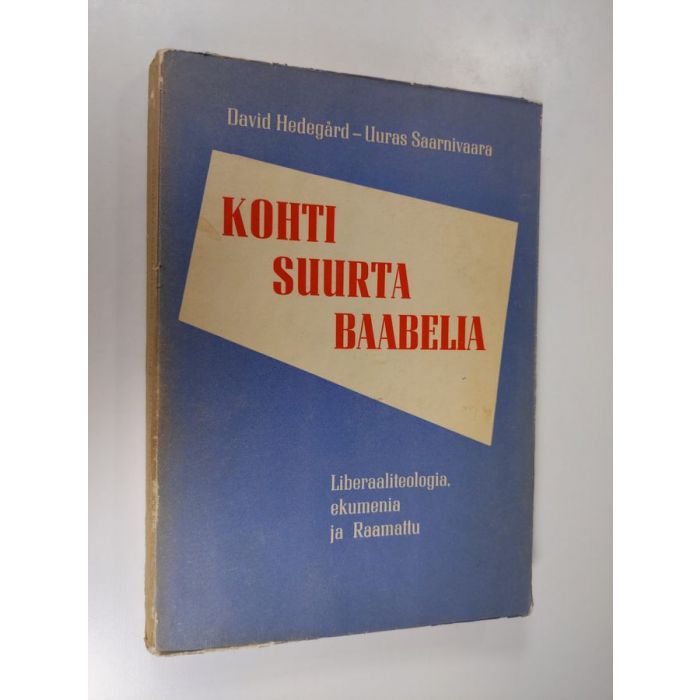 David Hedegård – Uuras Saarnivaara
KOHTI
SUURTA
BAABELIA
Liberaaliteologia,
ekumenia
ja Raamattu